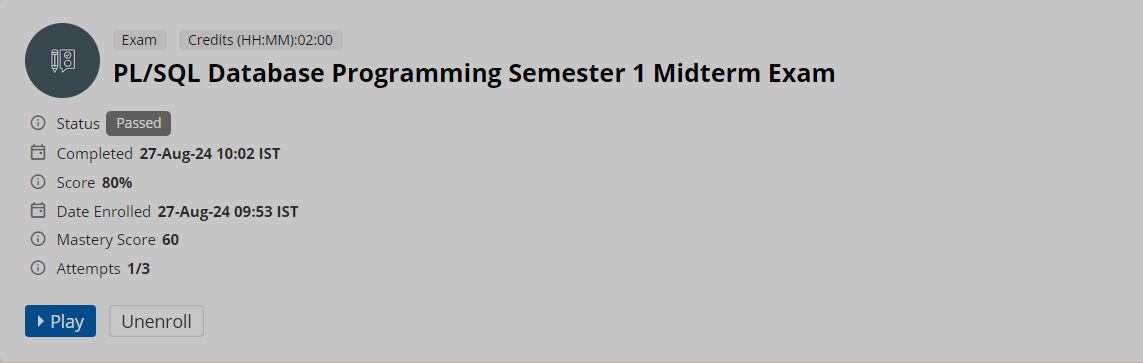 Exam Credits (HH:MM):02:00
PL/SQL Database Programming Semester 1 Midterm Exam
Status Passed
Completed 27-Aug-24 10:02 IST
Score 80%
Date Enrolled 27-Aug-24 09:53 IST
Mastery Score 60
Attempts 1/3
Play Unenroll